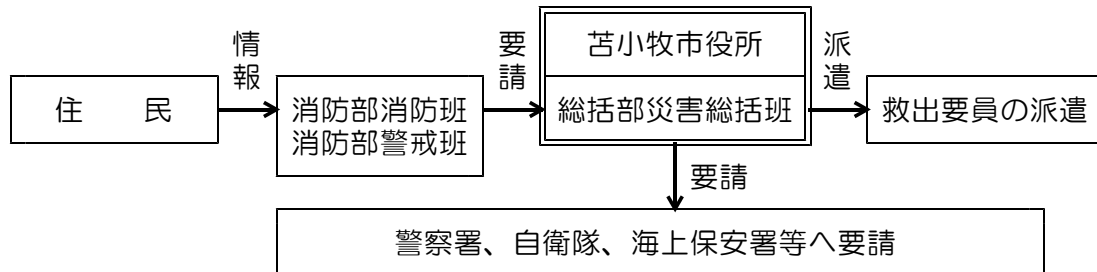 住　民
情報
消防部消防班
消防部警戒班
要請
苫小牧市役所
総括部災害総括班
派遣
救出要員の派遣
要請
警察署、自衛隊、海上保安署等へ要請